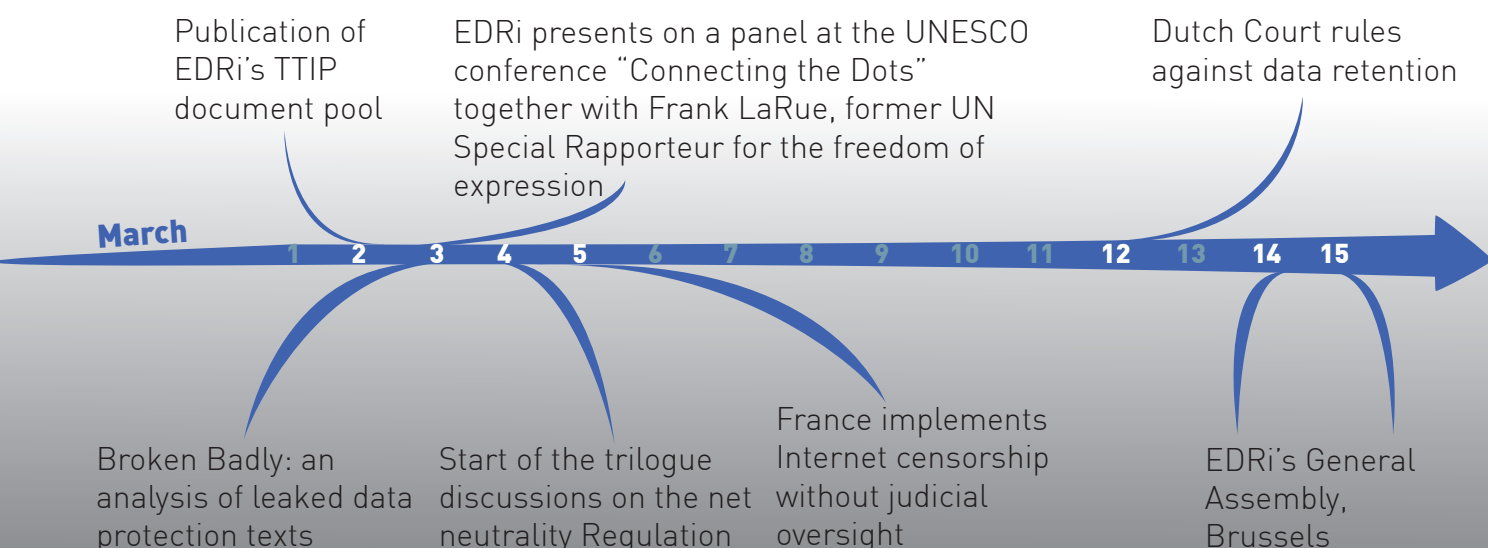 Publication of
EDRi's TTIP
document pool
EDRi presents on a panel at the UNESCO
conference “Connecting the Dots”
together with Frank LaRue, former UN
Special Rapporteur for the freedom of
expression
Dutch Court rules
against data retention
March
1 2 3 4 5 6 7 8 9 10 11 12 13 14 15
Broken Badly: an
analysis of leaked data
protection texts
Start of the trilogue
discussions on the net
neutrality Regulation
France implements
Internet censorship
without judicial
oversight
EDRi's General
Assembly,
Brussels